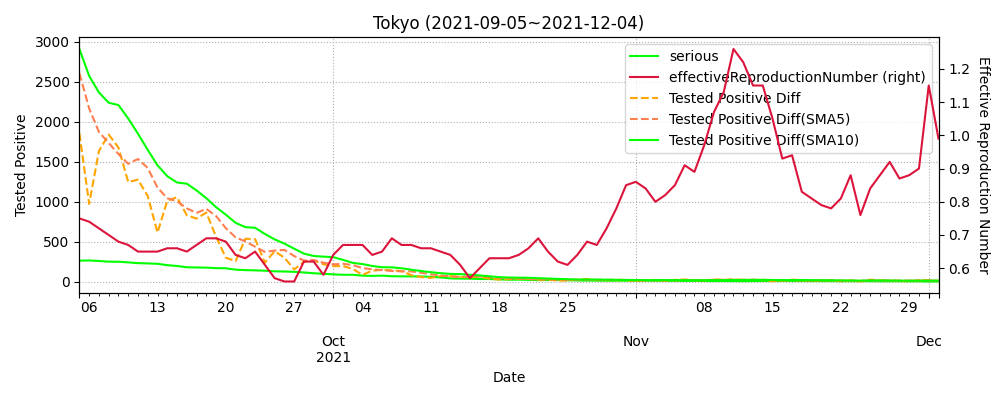 Tokyo (2021-09-05~2021-12-04)
3000
2500
2000
1500
1000
500
0
Tested Positive
serious
effectiveReproductionNumber (right)
Tested Positive Diff
Tested Positive Diff(SMA5)
Tested Positive Diff(SMA10)
1.2
1.1
1.0
0.9
0.8
0.7
0.6
Effective Reproduction Number
06 13 20 27 04 11 18 25 08 15 22 29
Oct Nov Dec
2021
Date